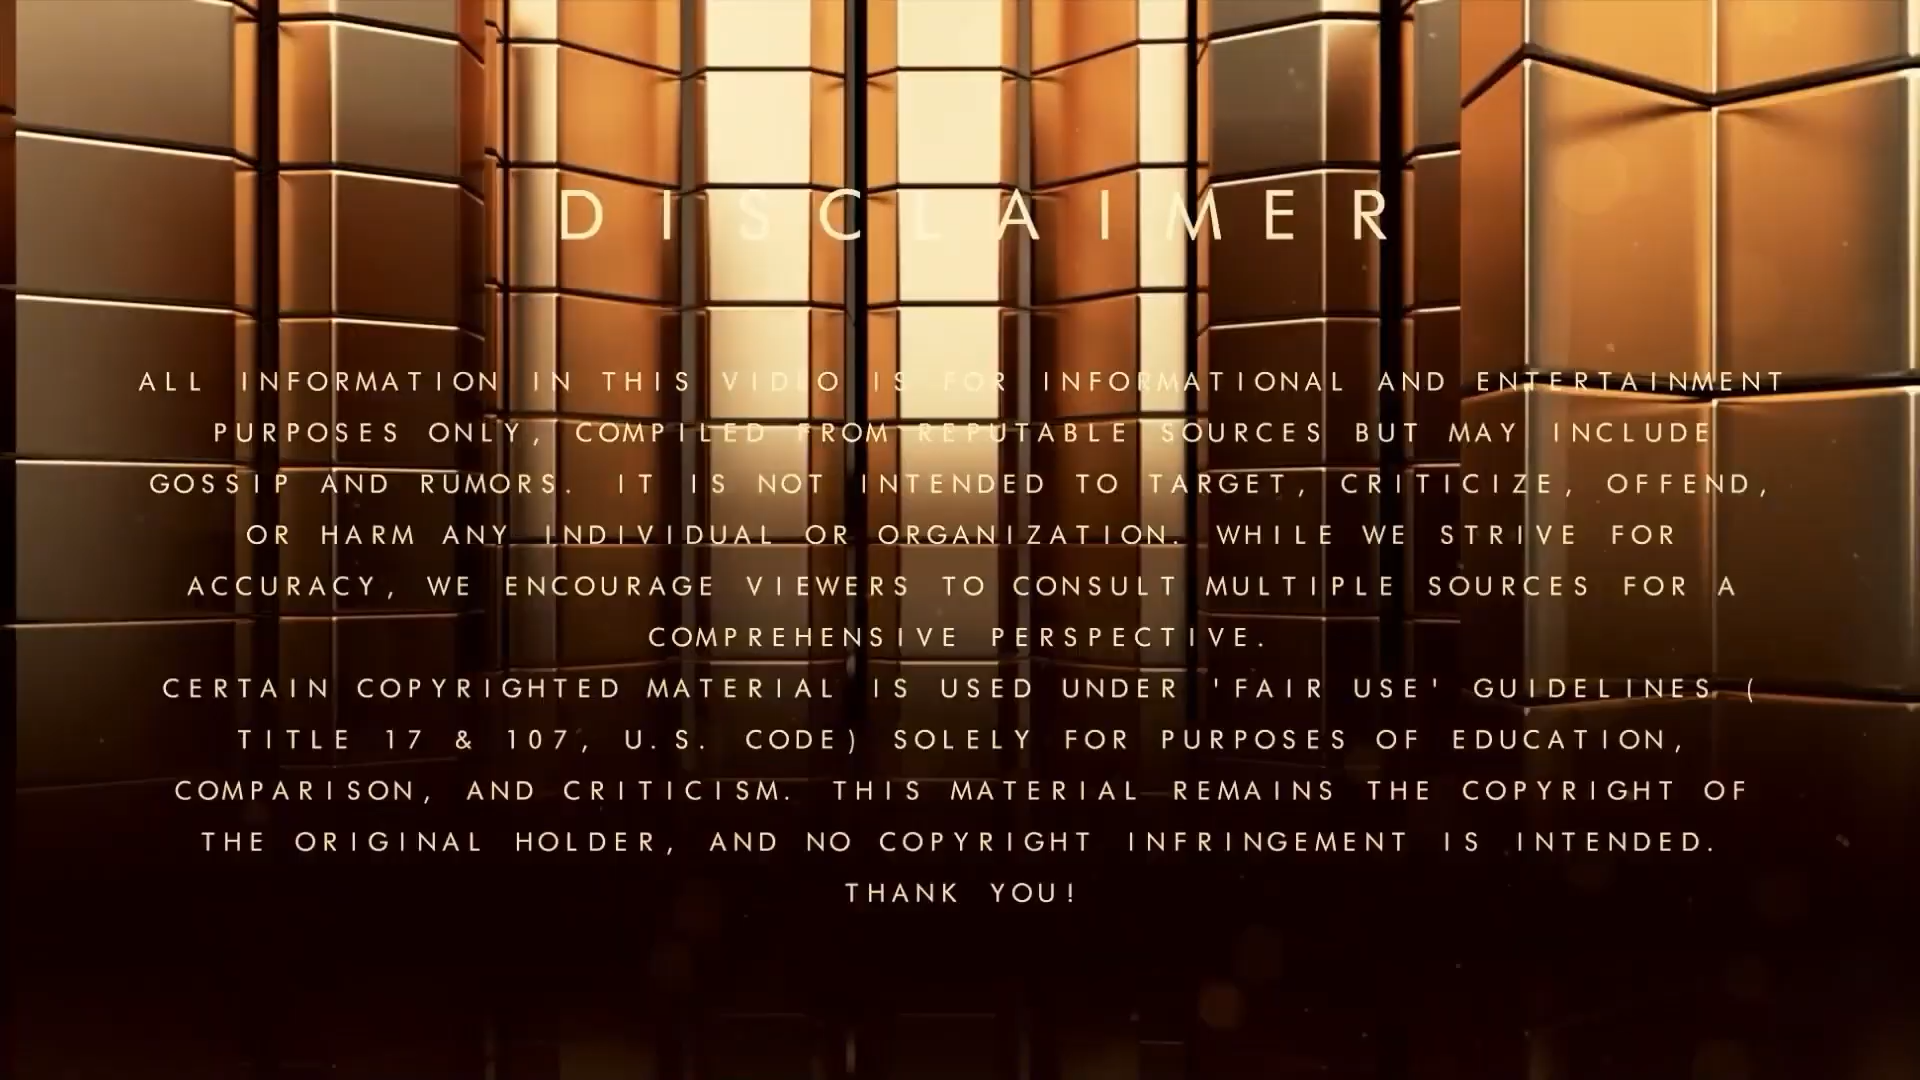 DISCLAIMER
ALL INFORMATION IN THIS VIDEO IS FOR INFORMATIONAL AND ENTERTAINMENT
PURPOSES ONLY, COMPILED FROM REPUTABLE SOURCES BUT MAY INCLUDE
GOSSIP AND RUMORS. IT IS NOT INTENDED TO TARGET, CRITICIZE, OFFEND,
OR HARM ANY INDIVIDUAL OR ORGANIZATION. WHILE WE STRIVE FOR
ACCURACY, WE ENCOURAGE VIEWERS TO CONSULT MULTIPLE SOURCES FOR A
COMPREHENSIVE PERSPECTIVE.
CERTAIN COPYRIGHTED MATERIAL IS USED UNDER 'FAIR USE' GUIDELINES (
TITLE 17 & 107, U.S. CODE) SOLELY FOR PURPOSES OF EDUCATION,
COMPARISON, AND CRITICISM. THIS MATERIAL REMAINS THE COPYRIGHT OF
THE ORIGINAL HOLDER, AND NO COPYRIGHT INFRINGEMENT IS INTENDED.
THANK YOU!